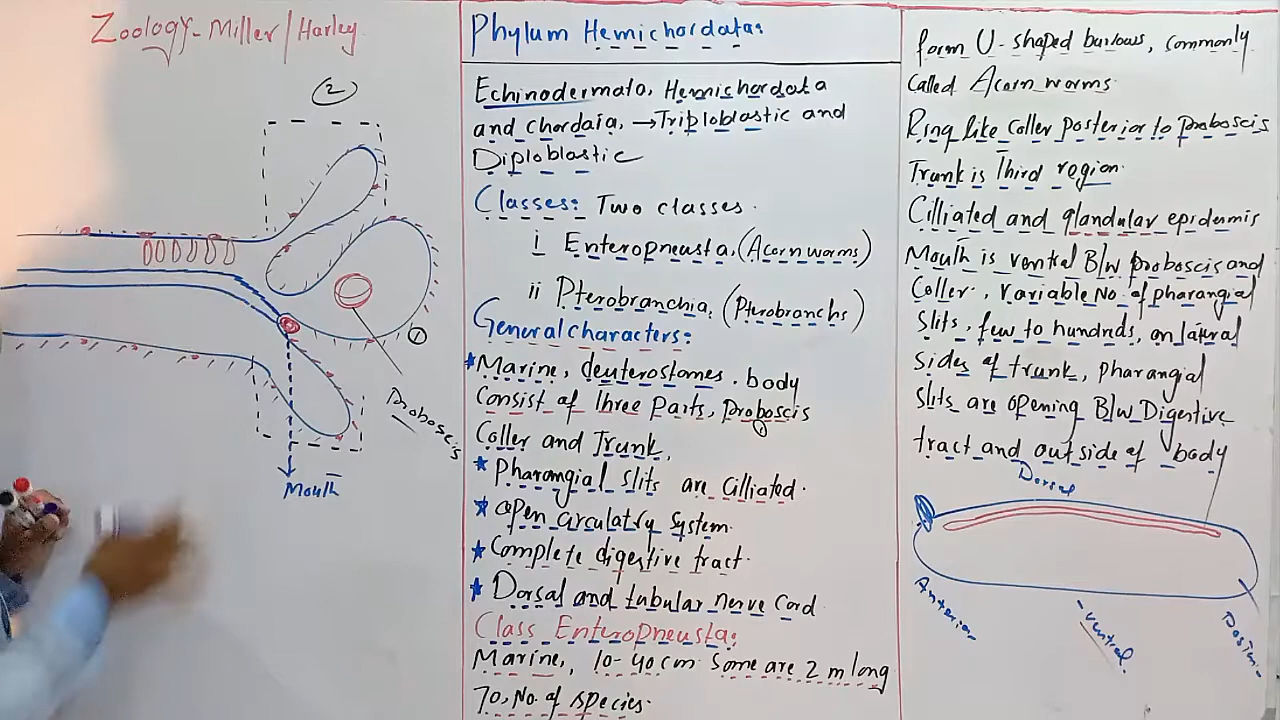 Zoology - Miller/Harley
2
1
Proboscis
Mouth
Phylum Hemichordata:
Echinodermata, Hemichordata
and chordaia, → Triploblastic and
Diploblastic
Classes: Two classes.
i Enteropneusta, (Acorn worms)
ii Pterobranchia, (Pterobranchs)
General characters:
* Marine, deuterostomes. body
Consist of Three Parts, Proboscis
1
Coller and Trunk,
* Pharangial slits are Cilliated.
* open circulatry system.
* Complete digestive tract.
* Dorsal and tubular nerve Cord.
Class Enteropneusta:
Marine, 10-40 cm. Some are 2 m long
70, No. of species.
form U-shaped burlows, commonly
Called Acorn worms.
Ring like Coller posterior to proboscis
Trunk is Third region.
Cilliated and glandular epidermis
Mouth is ventral B/w proboscis and
Coller, variable No. of pharangial
Slits, few to hundrds, on latural
sides of trunk, pharangial
slits are opening B/w Digestive
tract and outside of body
Dorsal
Anterior
ventral